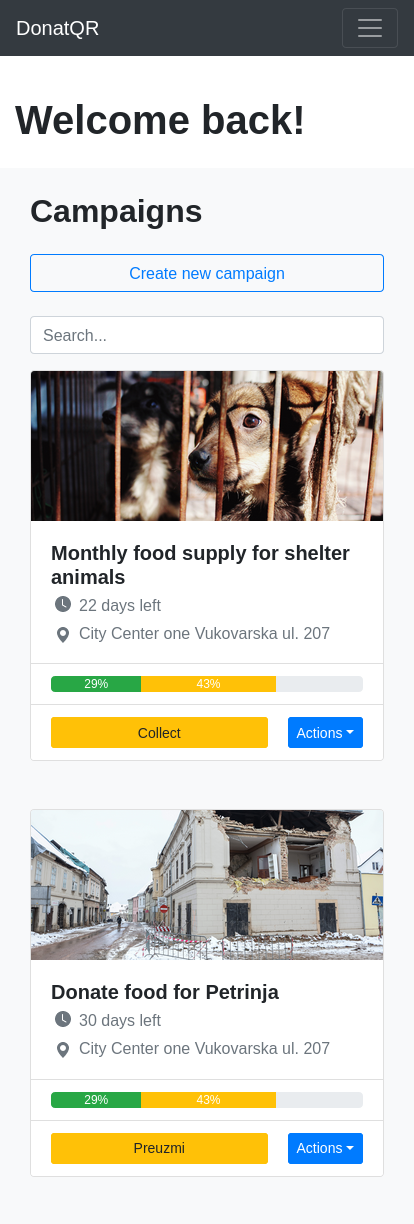 DonatQR
Welcome back!
Campaigns
Create new campaign
Search...
Monthly food supply for shelter
animals
22 days left
City Center one Vukovarska ul. 207
29% 43%
Collect Actions
Donate food for Petrinja
30 days left
City Center one Vukovarska ul. 207
29% 43%
Preuzmi Actions